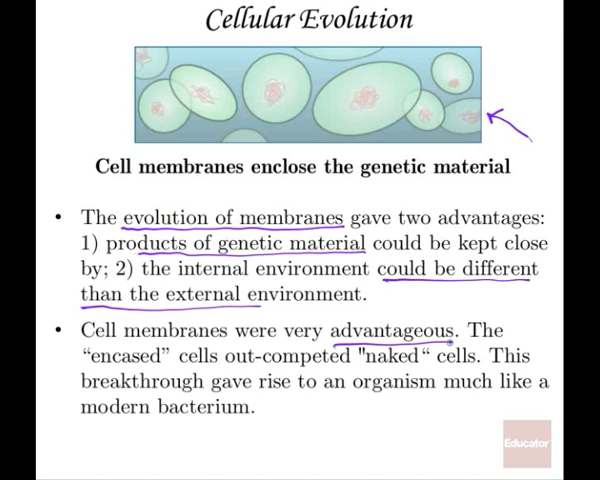 Cellular Evolution
Cell membranes enclose the genetic material
• The evolution of membranes gave two advantages:
1) products of genetic material could be kept close
by; 2) the internal environment could be different
than the external environment.
• Cell membranes were very advantageous. The
“encased” cells out-competed "naked“ cells. This
breakthrough gave rise to an organism much like a
modern bacterium.
Educator